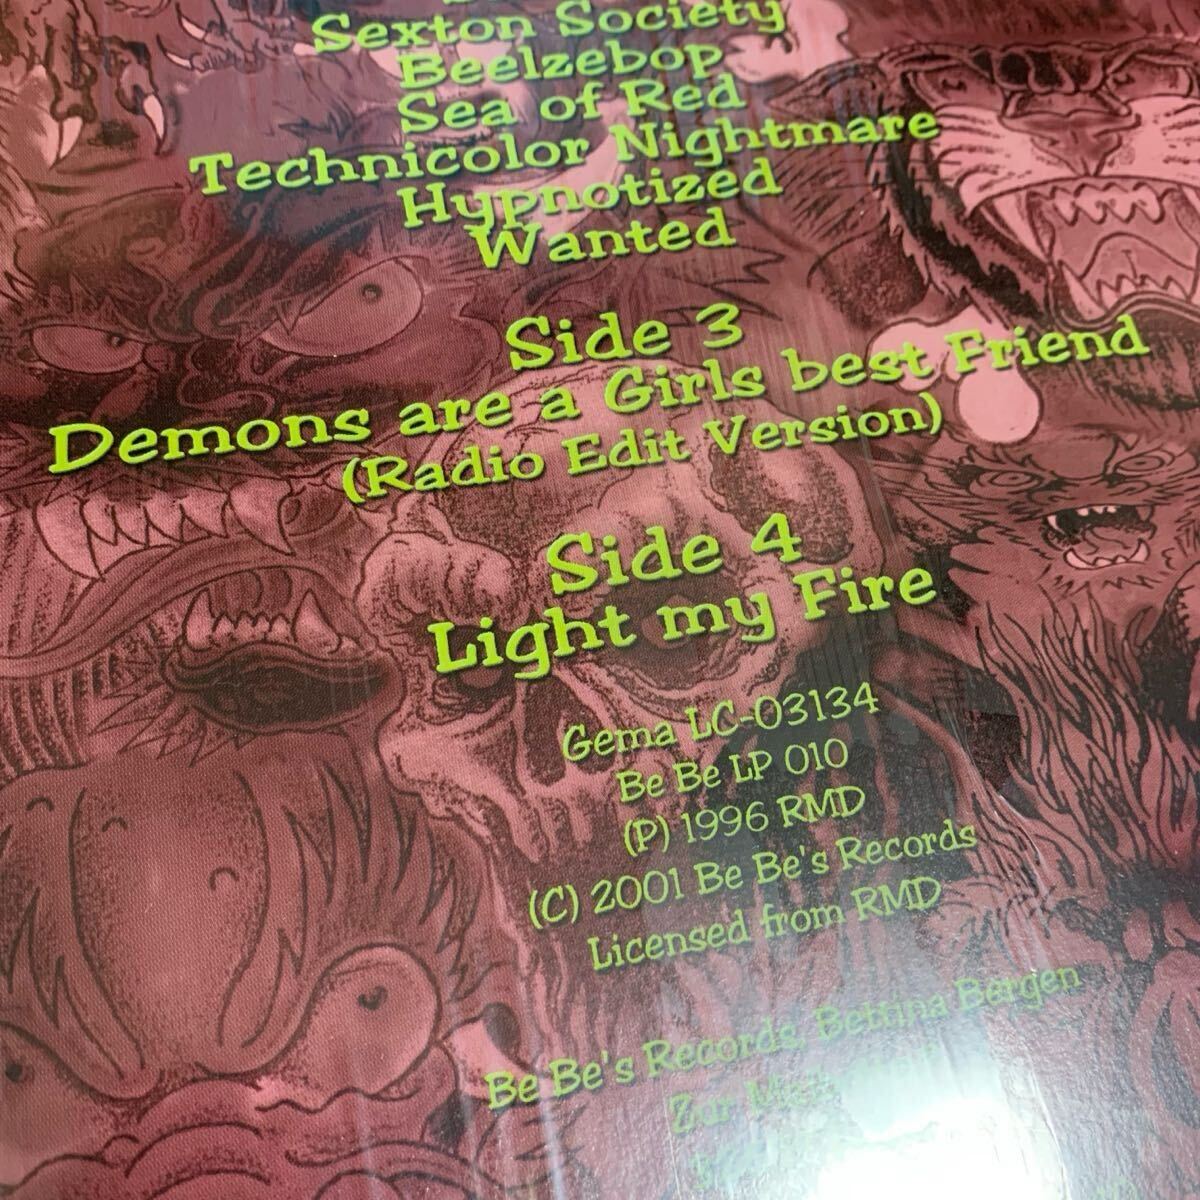 Sexton Society
Beelzebop
Sea of Red
Technicolor Nightmare
Hypnotized
Wanted
Side 3
Demons are a Girls best Friend
(Radio Edit Version)
Side 4
Light my Fire
Gema LC-03134
Be Be LP 010
(P) 1996 RMD
(C) 2001 Be Be's Records
Licensed from RMD
Be Be's Records, Bettina Bergen
Zur